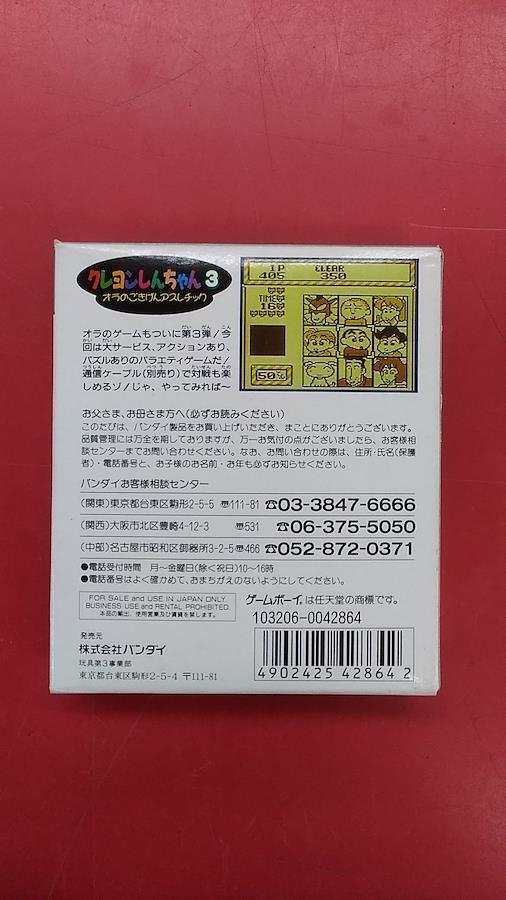 クレヨンしんちゃん3
オラのごきげんアスレチック
オラのゲームもついに第3弾!今
回は大サービス、アクションあり、
パズルありのバラエティゲームだ!
通信ケーブル(別売り)で対戦も楽
しめるゾ!じゃ、やってみれば~
1P CLEAR
405 350
TIME
16
50%
お父さま、お母さま方へ(必ずお読みください)
このたびは、バンダイ製品をお買い上げいただき、まことにありがとうございます。
品質管理には万全を期しておりますが、万一お気付の点がございましたら、お客様相
談センターまでお問い合わせください。なお、お問い合わせの際は、住所・氏名(保護
者)・電話番号と、お子様のお名前・お年も必ずお知らせください。
バンダイお客様相談センター
(関東)東京都台東区駒形2-5-5 〠111-81 ☎03-3847-6666
(関西)大阪市北区豊崎4-12-3 〠531 ☎06-375-5050
(中部)名古屋市昭和区御器所3-2-5 〠466 ☎052-872-0371
●電話受付時間 月~金曜日(除く祝日)10~16時
●電話番号はよく確かめて、おまちがえのないようにしてください。
FOR SALE and USE IN JAPAN ONLY.
BUSINESS USE and RENTAL PROHIBITED.
本品の輸出、使用営業及び賃貸を禁ず。
ゲームボーイは任天堂の商標です。
103206-0042864
発売元
株式会社バンダイ
玩具第3事業部
東京都台東区駒形2-5-4 〒111-81
4902425 428642